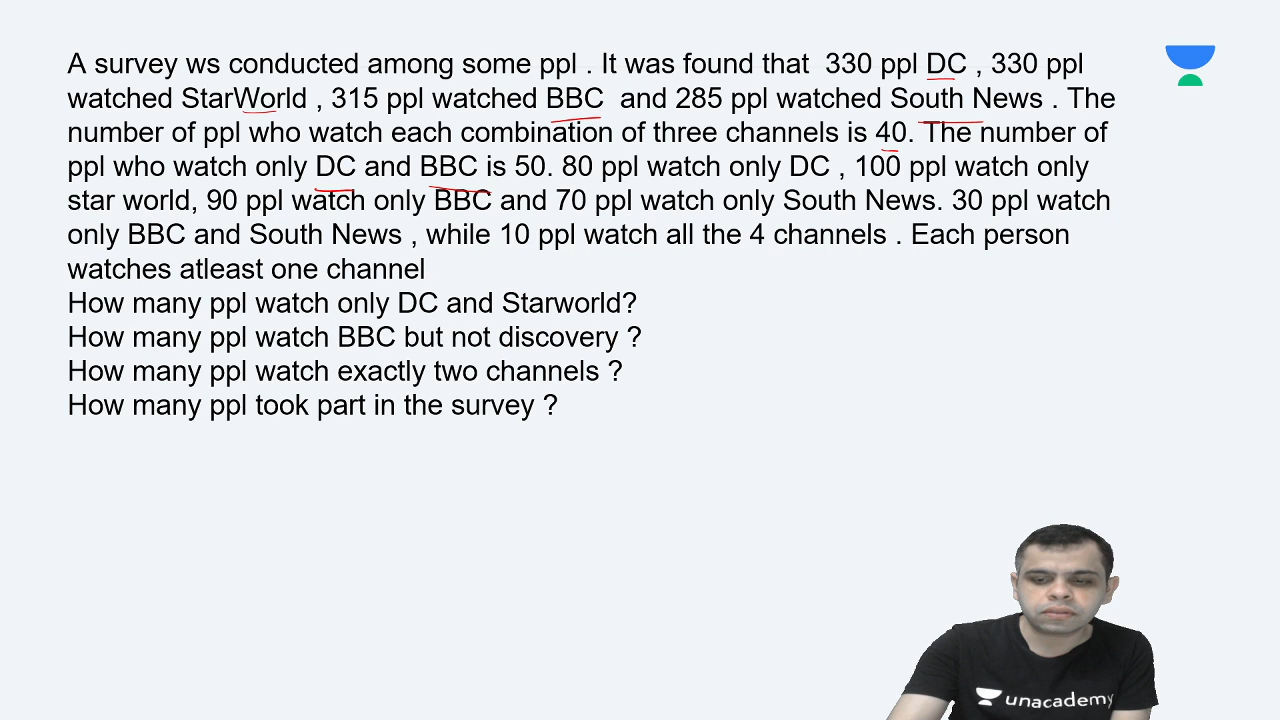 A survey ws conducted among some ppl . It was found that 330 ppl DC , 330 ppl
watched StarWorld , 315 ppl watched BBC and 285 ppl watched South News . The
number of ppl who watch each combination of three channels is 40. The number of
ppl who watch only DC and BBC is 50. 80 ppl watch only DC , 100 ppl watch only
star world, 90 ppl watch only BBC and 70 ppl watch only South News. 30 ppl watch
only BBC and South News , while 10 ppl watch all the 4 channels . Each person
watches atleast one channel
How many ppl watch only DC and Starworld?
How many ppl watch BBC but not discovery ?
How many ppl watch exactly two channels ?
How many ppl took part in the survey ?
unacademy